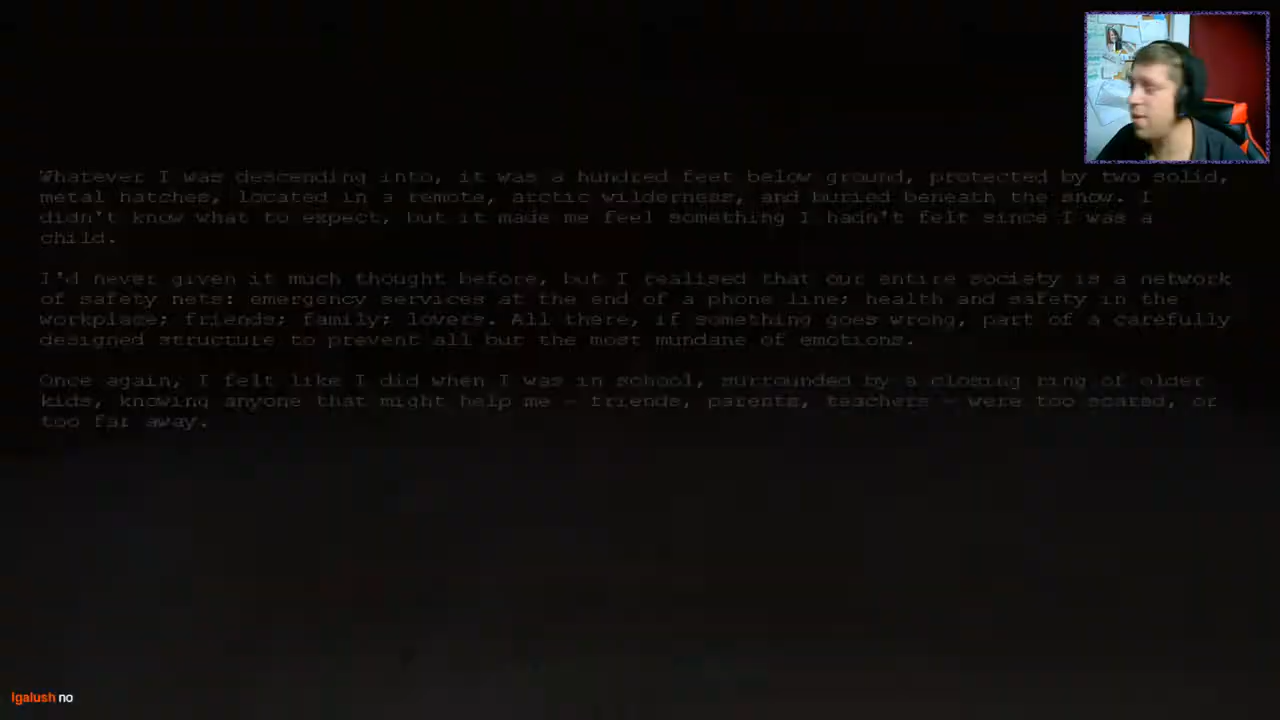 Whatever I was descending into, it was a hundred feet below ground, protected by two solid,
metal hatches, located in a remote, arctic wilderness, and buried beneath the snow. I
didn't know what to expect, but it made me feel something I hadn't felt since I was a
child.
I'd never given it much thought before, but I realised that our entire society is a network
of safety nets: emergency services at the end of a phone line; health and safety in the
workplace; friends; family; lovers. All there, if something goes wrong, part of a carefully
designed structure to prevent all but the most mundane of emotions.
Once again, I felt like I did when I was in school, surrounded by a closing ring of older
kids, knowing anyone that might help me - friends, parents, teachers - were too scared, or
too far away.
lgalush no